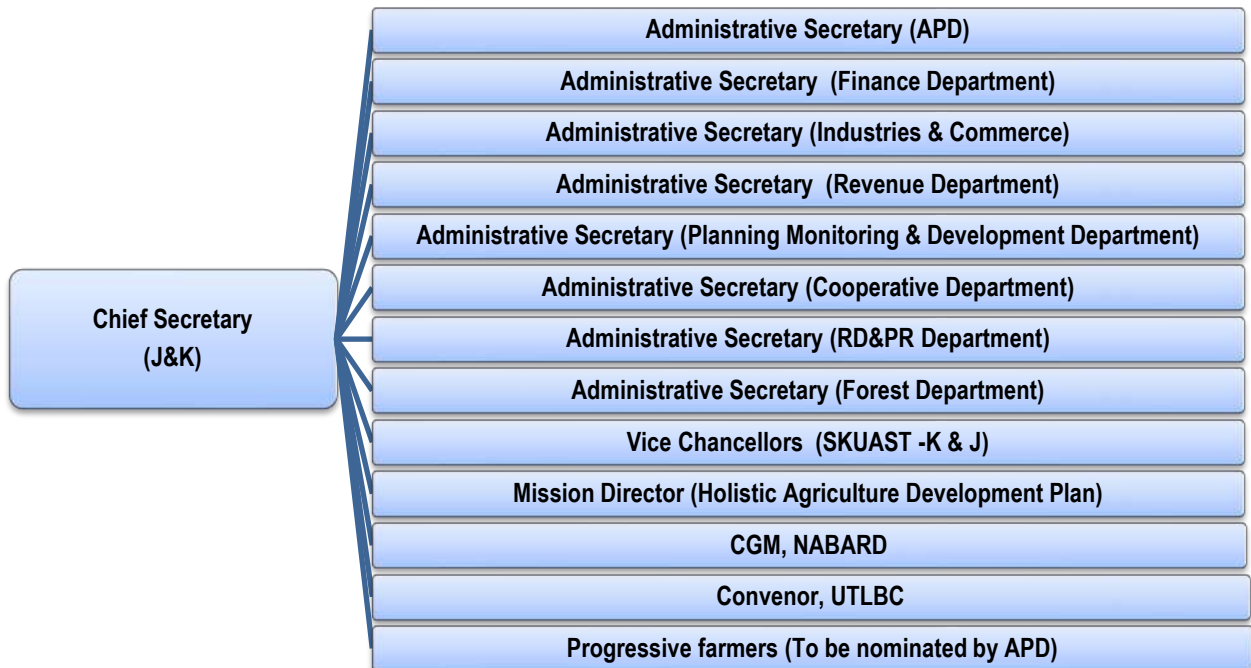 Administrative Secretary (APD)
Administrative Secretary (Finance Department)
Administrative Secretary (Industries & Commerce)
Administrative Secretary (Revenue Department)
Administrative Secretary (Planning Monitoring & Development Department)
Chief Secretary
(J&K)
Administrative Secretary (Cooperative Department)
Administrative Secretary (RD&PR Department)
Administrative Secretary (Forest Department)
Vice Chancellors (SKUAST -K & J)
Mission Director (Holistic Agriculture Development Plan)
CGM, NABARD
Convenor, UTLBC
Progressive farmers (To be nominated by APD)